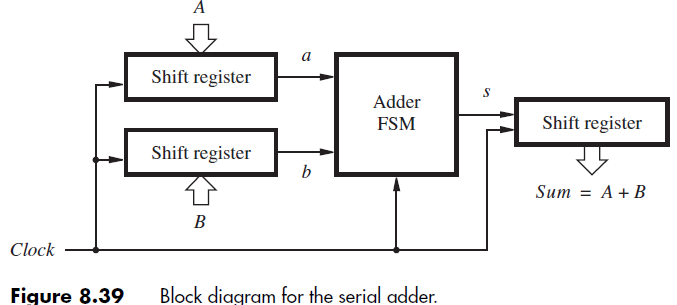 A
Shift register
a
Adder
FSM
s
Shift register
Shift register
b
B
Sum = A + B
Clock
Figure 8.39 Block diagram for the serial adder.